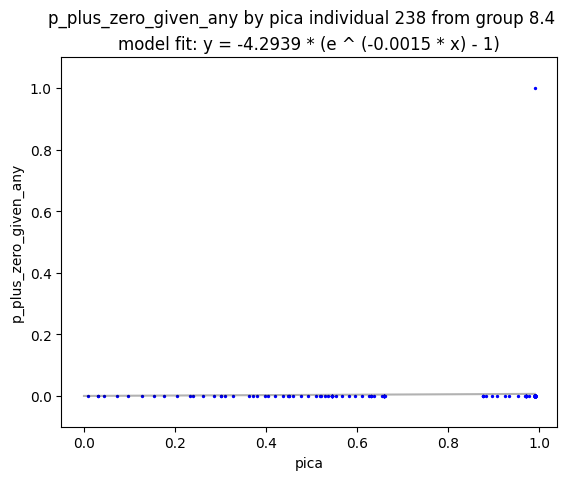 p_plus_zero_given_any by pica individual 238 from group 8.4
model fit: y = -4.2939 * (e ^ (-0.0015 * x) - 1)
1.0
0.8
0.6
0.4
0.2
0.0
p_plus_zero_given_any
0.0 0.2 0.4 0.6 0.8 1.0
pica